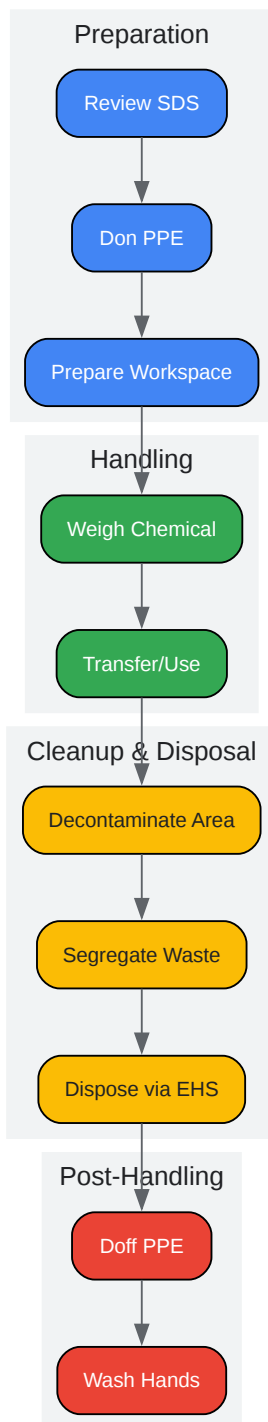 Preparation
Review SDS
Don PPE
Prepare Workspace
Handling
Weigh Chemical
Transfer/Use
Cleanup & Disposal
Decontaminate Area
Segregate Waste
Dispose via EHS
Post-Handling
Doff PPE
Wash Hands